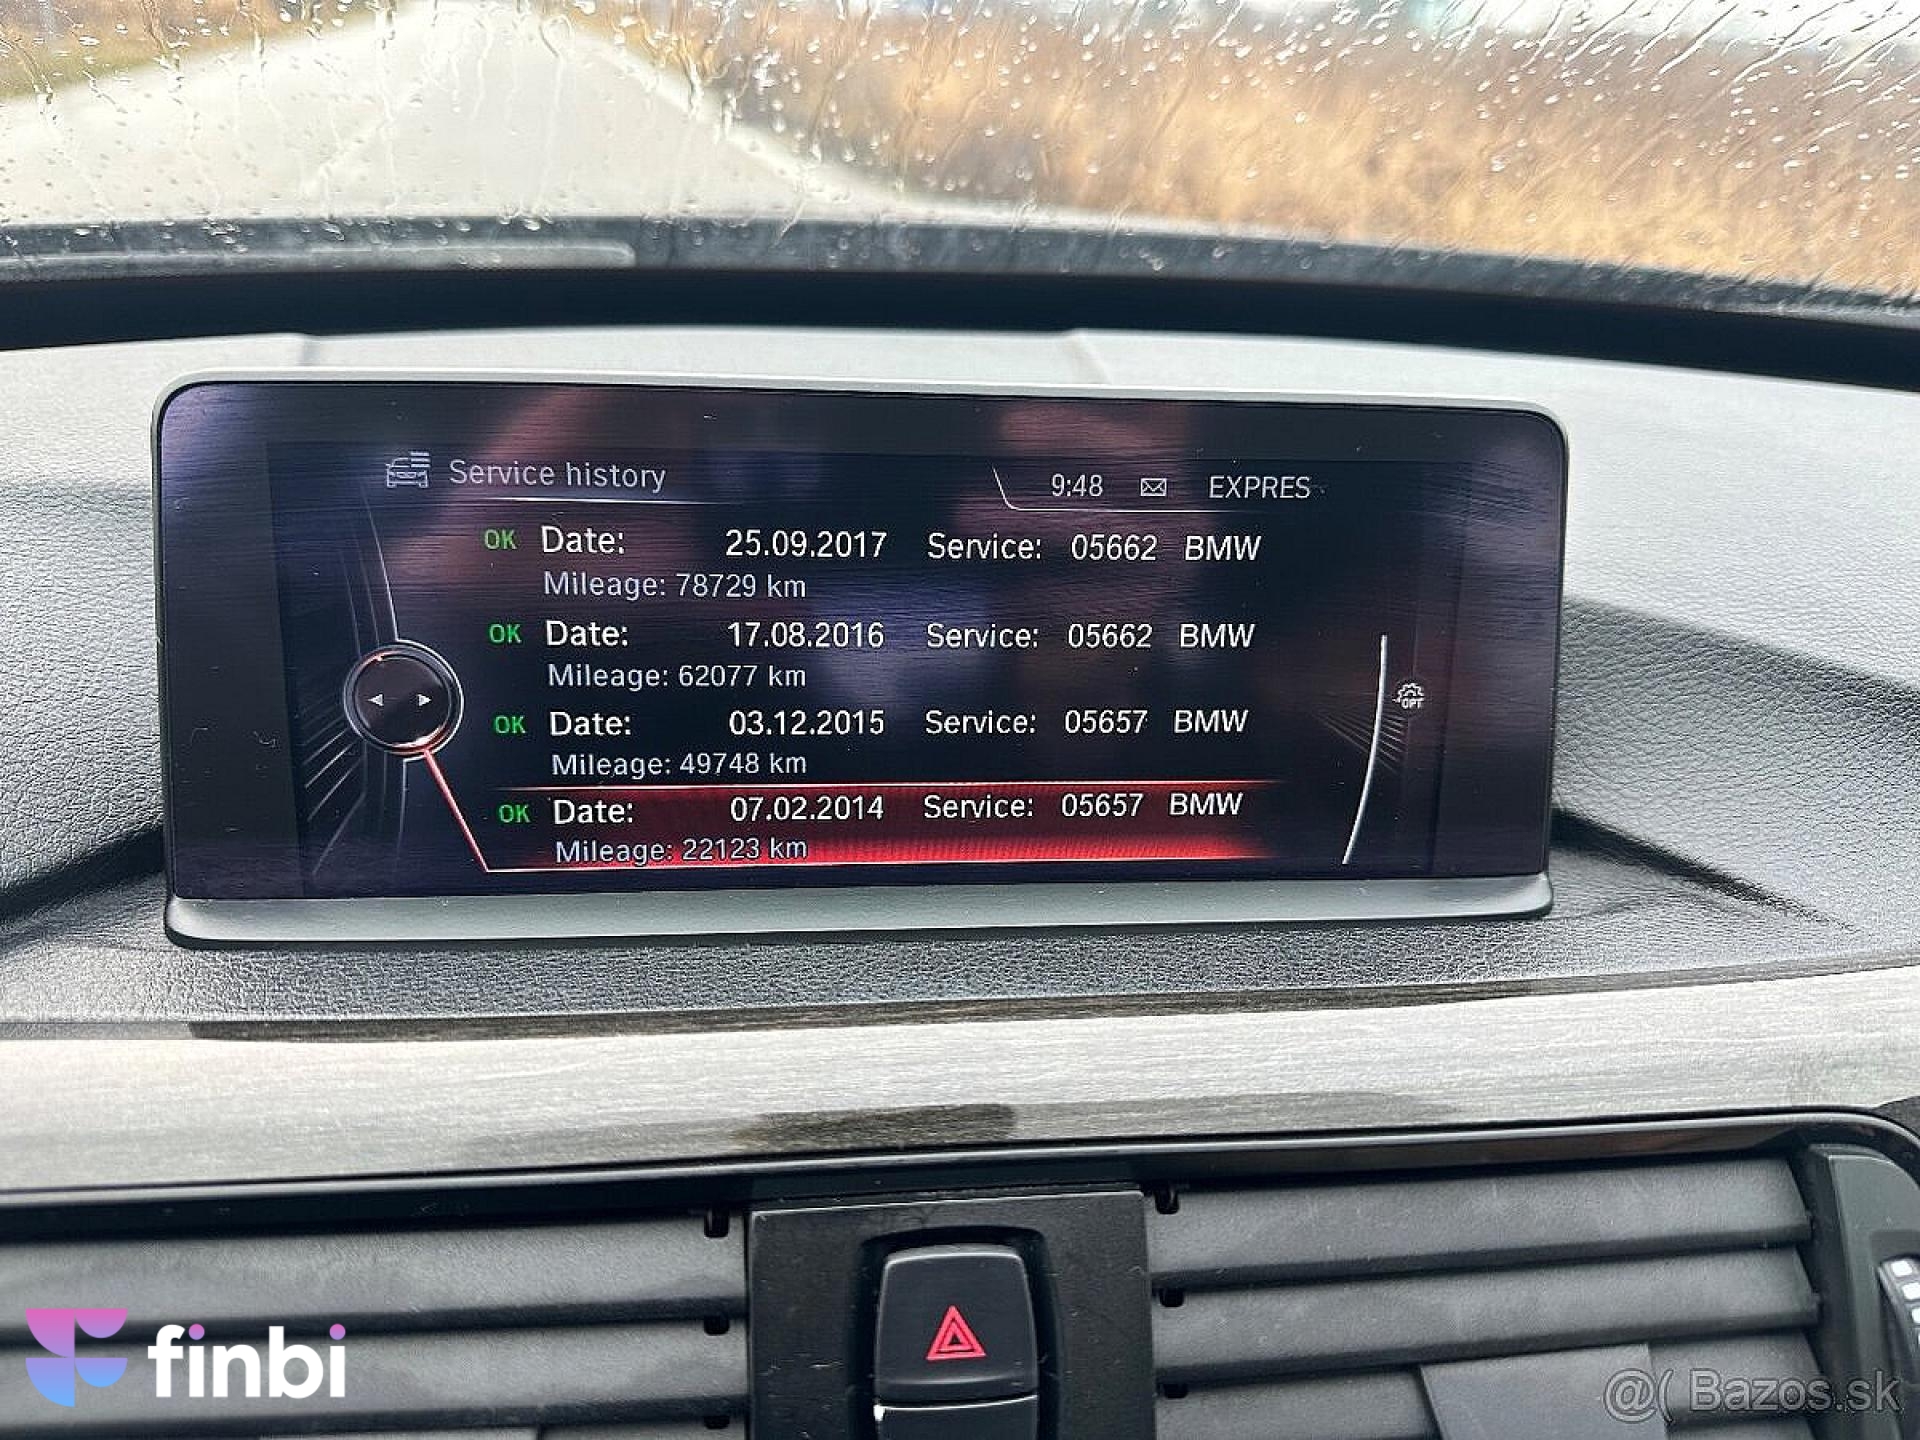 Service history
9:48 EXPRES
OK Date: 25.09.2017 Service: 05662 BMW
Mileage: 78729 km
OK Date: 17.08.2016 Service: 05662 BMW
Mileage: 62077 km
OK Date: 03.12.2015 Service: 05657 BMW
Mileage: 49748 km
OK Date: 07.02.2014 Service: 05657 BMW
Mileage: 22123 km
OPT
finbi
@( Bazos.sk